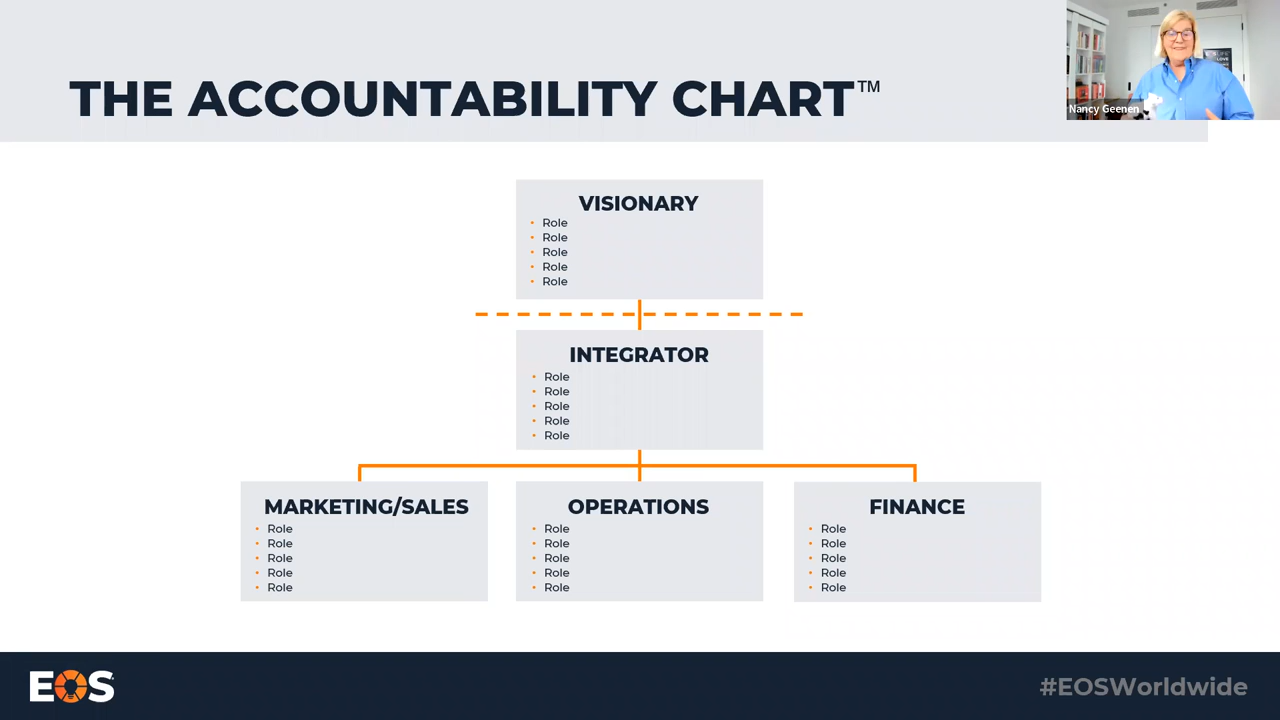 THE ACCOUNTABILITY CHART™
Nancy Geenen
VISIONARY
• Role
• Role
• Role
• Role
• Role
INTEGRATOR
• Role
• Role
• Role
• Role
• Role
MARKETING/SALES
• Role
• Role
• Role
• Role
• Role
OPERATIONS
• Role
• Role
• Role
• Role
• Role
FINANCE
• Role
• Role
• Role
• Role
• Role
EOS
#EOSWorldwide